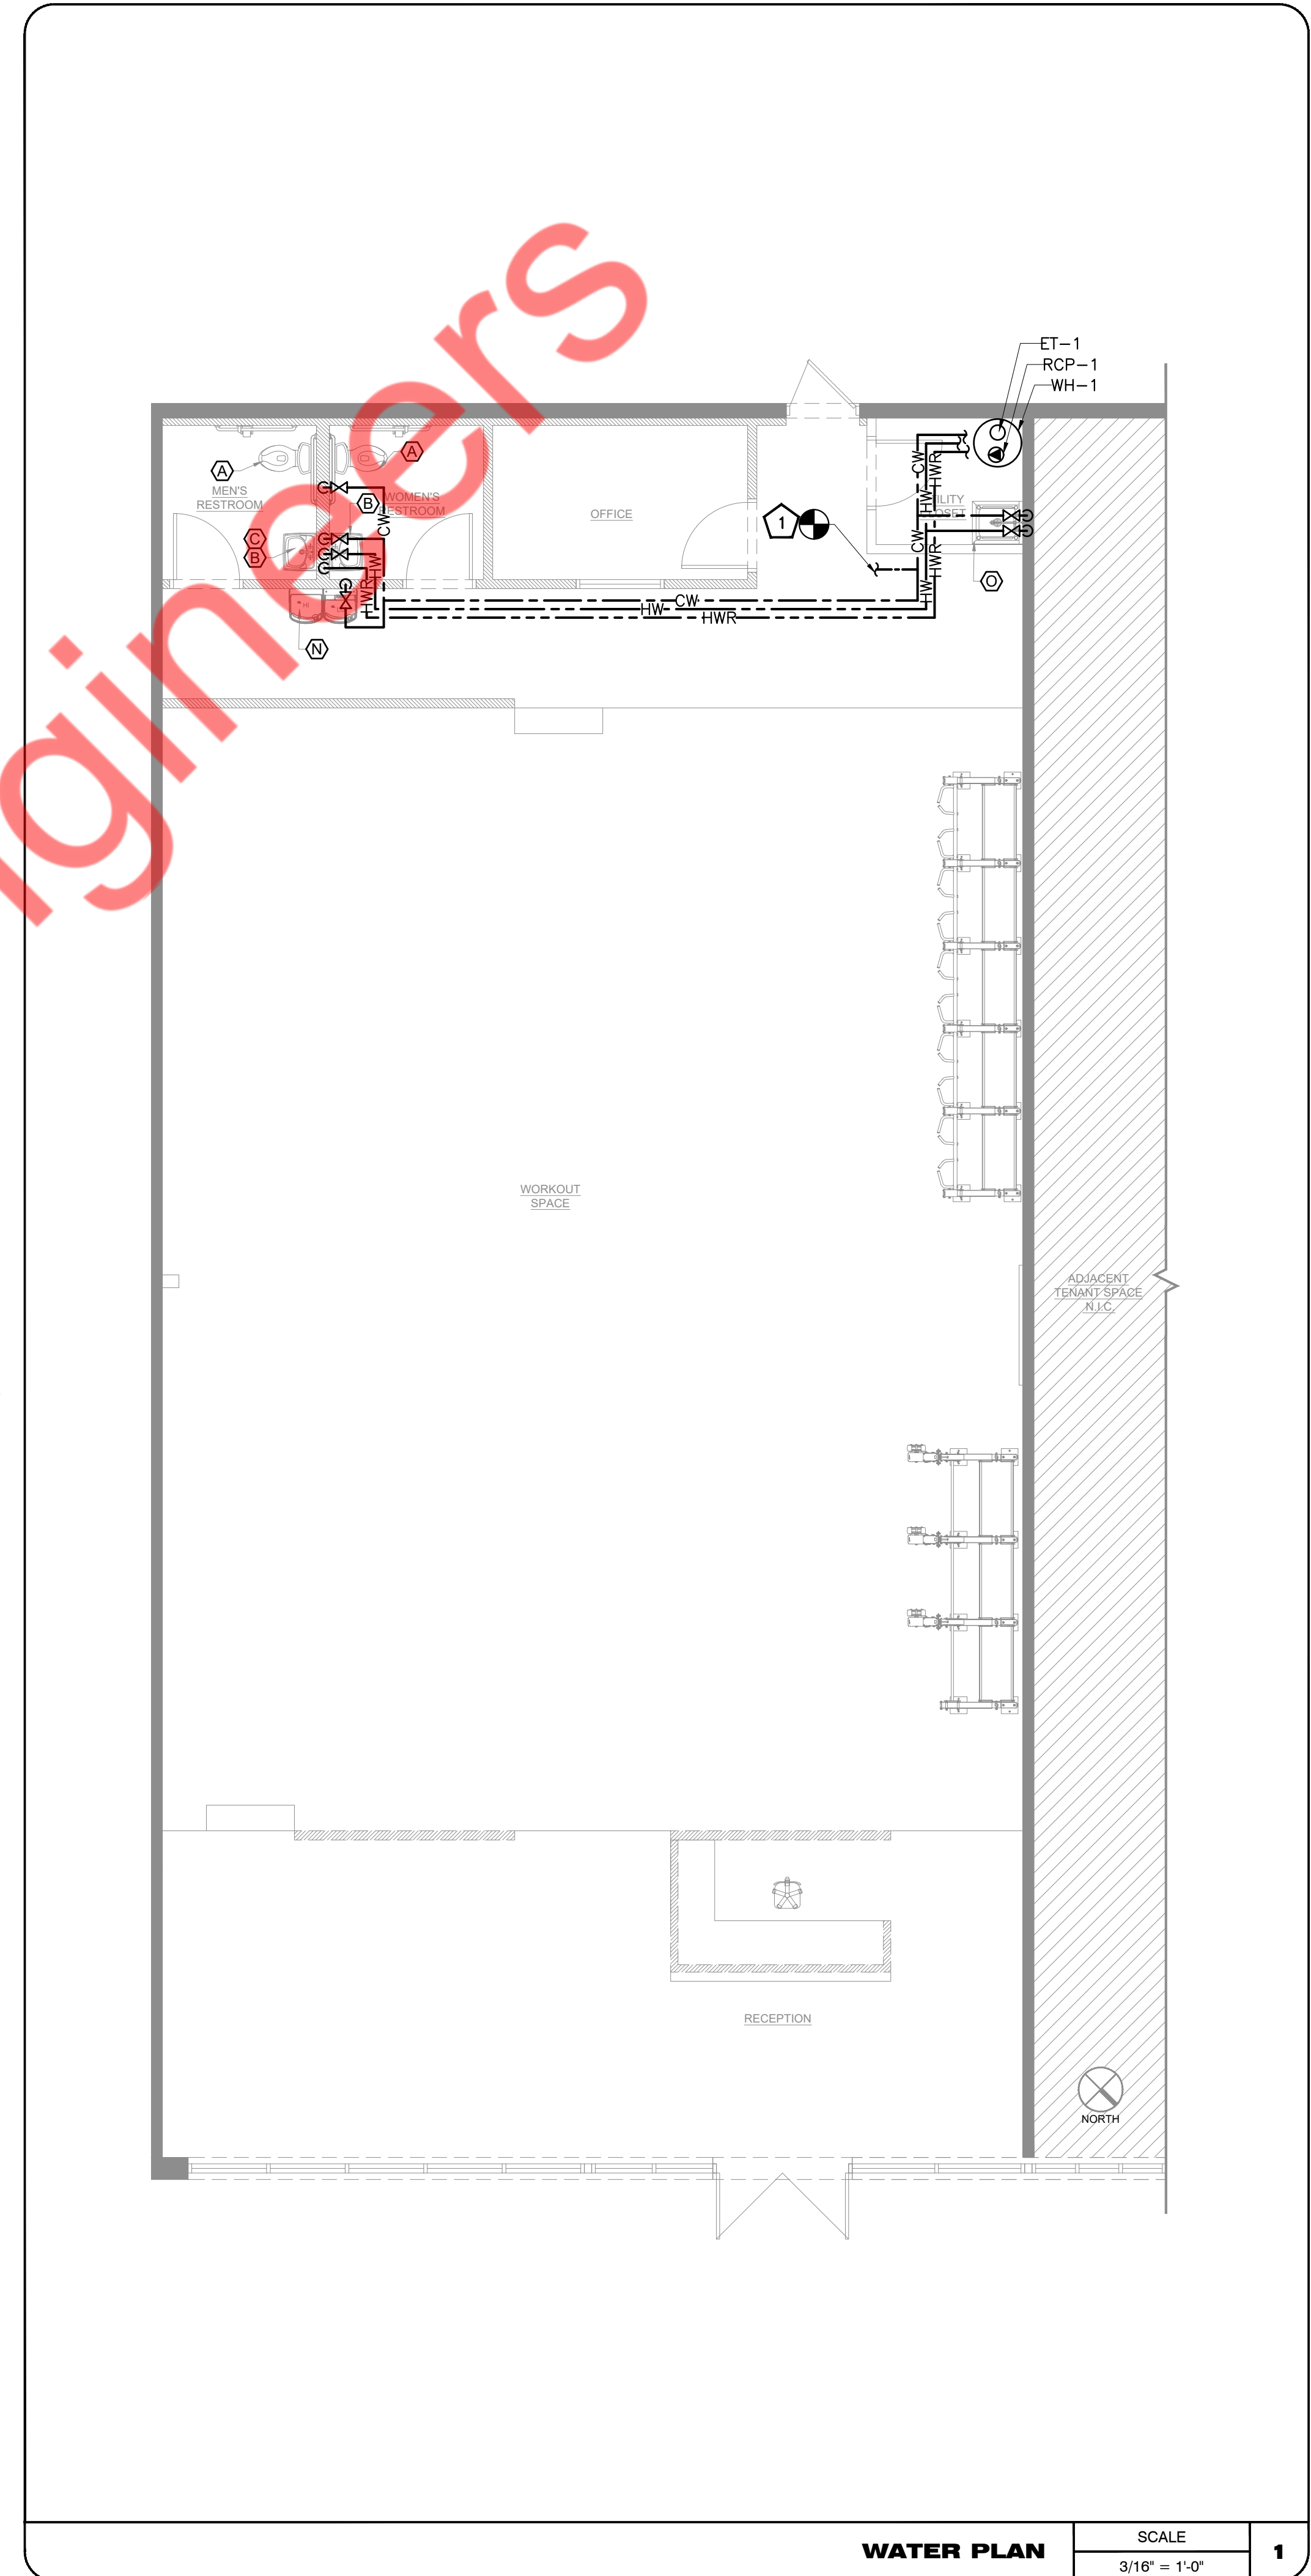 ET-1
RCP-1
WH-1
A
A
MEN'S
RESTROOM
B
WOMEN'S
RESTROOM
CW
OFFICE
1
CW
HW
HWR
UTILITY
CLOSET
C
B
HW
HWR
CW
HWR
HW
O
CW
HW
HWR
N
WORKOUT
SPACE
ADJACENT
TENANT SPACE
N.I.C.
RECEPTION
NORTH
gineers
WATER PLAN
SCALE
3/16" = 1'-0"
1